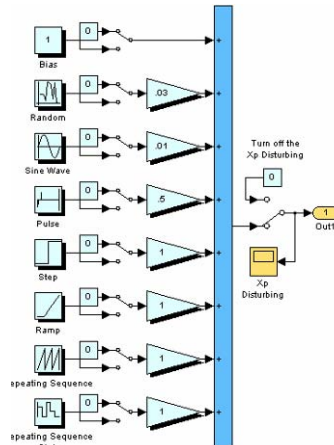 0
1
Bias
+
0
Random
.03
+
0
Sine Wave
.01
+
Turn off the
Xp Disturbing
0
0
Pulse
.5
+
1
Out1
0
Step
1
+
Xp
Disturbing
0
Ramp
1
+
0
epeating Sequence
1
+
0
epeating Sequence
1
+